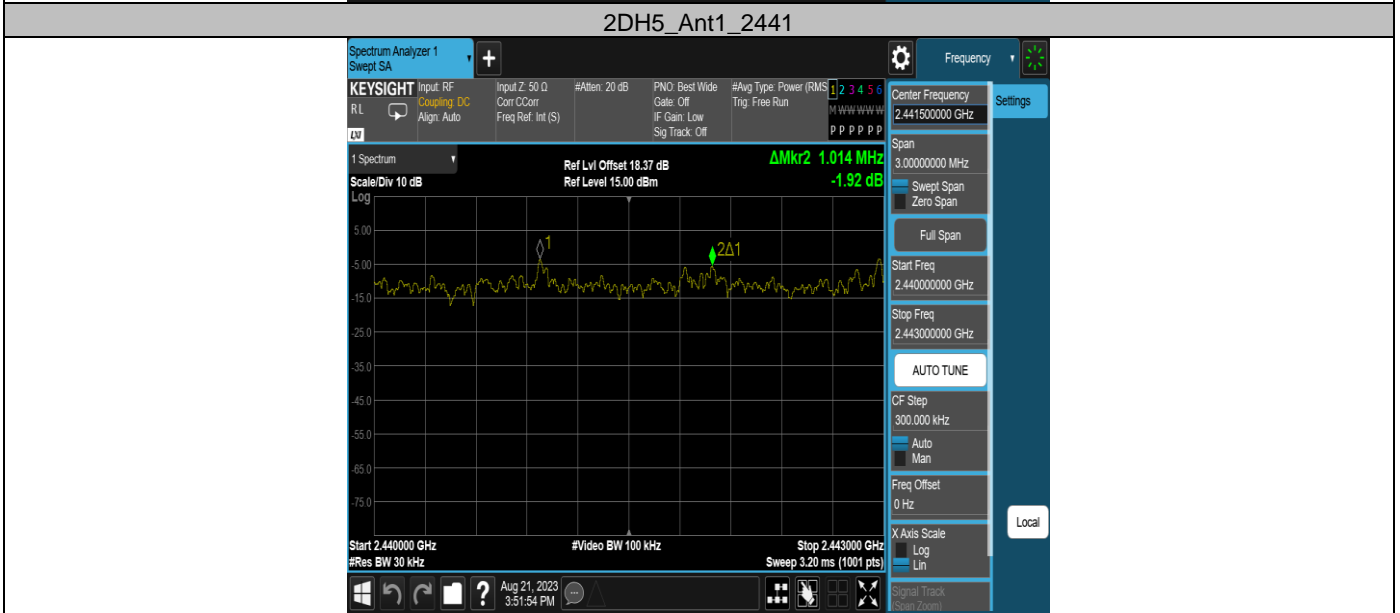 2DH5_Ant1_2441
Spectrum Analyzer 1
Swept SA
+
Frequency
KEYSIGHT
RL
LXI
Input: RF
Coupling: DC
Align: Auto
Input Z: 50 Ω
Corr CCorr
Freq Ref: Int (S)
#Atten: 20 dB
PNO: Best Wide
Gate: Off
IF Gain: Low
Sig Track: Off
#Avg Type: Power (RMS
Trig: Free Run
1 2 3 4 5 6
M W W W W W
P P P P P P
1 Spectrum
Scale/Div 10 dB
Log
Ref Lvl Offset 18.37 dB
Ref Level 15.00 dBm
ΔMkr2 1.014 MHz
-1.92 dB
5.00
-5.00
-15.0
-25.0
-35.0
-45.0
-55.0
-65.0
-75.0
1
2Δ1
Start 2.440000 GHz
#Res BW 30 kHz
#Video BW 100 kHz
Stop 2.443000 GHz
Sweep 3.20 ms (1001 pts)
Center Frequency
2.441500000 GHz
Settings
Span
3.00000000 MHz
Swept Span
Zero Span
Full Span
Start Freq
2.440000000 GHz
Stop Freq
2.443000000 GHz
AUTO TUNE
CF Step
300.000 kHz
Auto
Man
Freq Offset
0 Hz
X Axis Scale
Log
Lin
Local
Signal Track
(Span Zoom)
?
Aug 21, 2023
3:51:54 PM